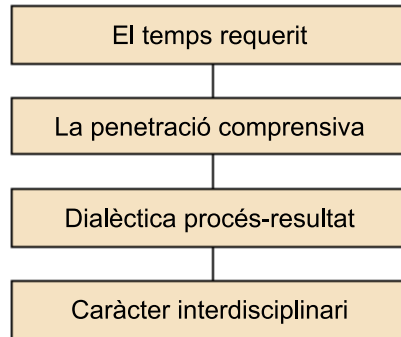 El temps requerit
La penetració comprensiva
Dialèctica procés-resultat
Caràcter interdisciplinari